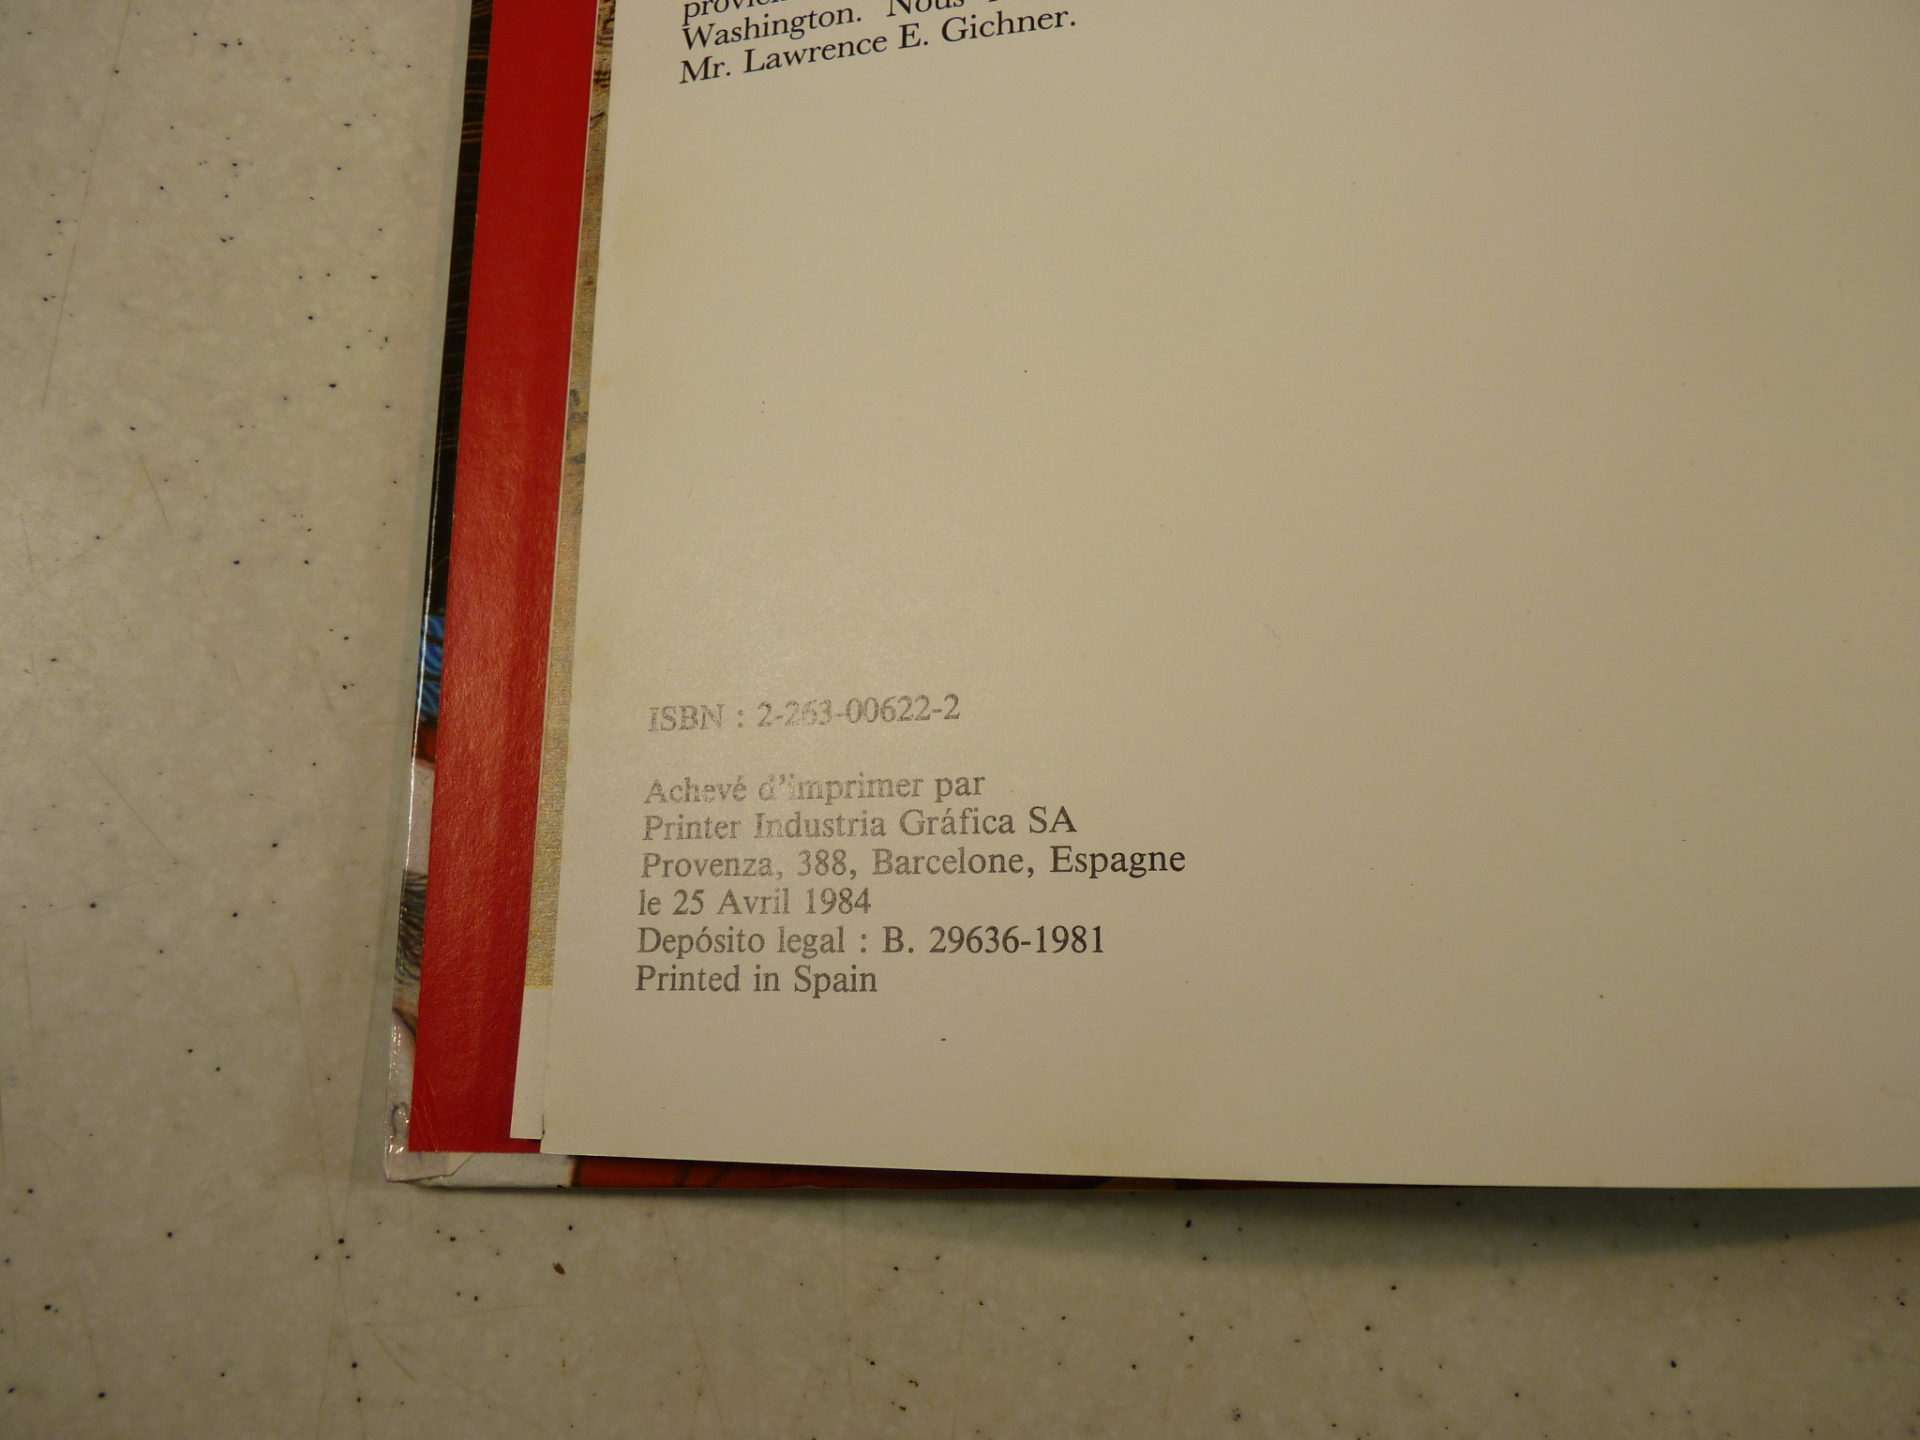 Washington. Nous
Mr. Lawrence E. Gichner.
ISBN : 2-263-00622-2
Achevé d'imprimer par
Printer Industria Gráfica SA
Provenza, 388, Barcelone, Espagne
le 25 Avril 1984
Depósito legal : B. 29636-1981
Printed in Spain